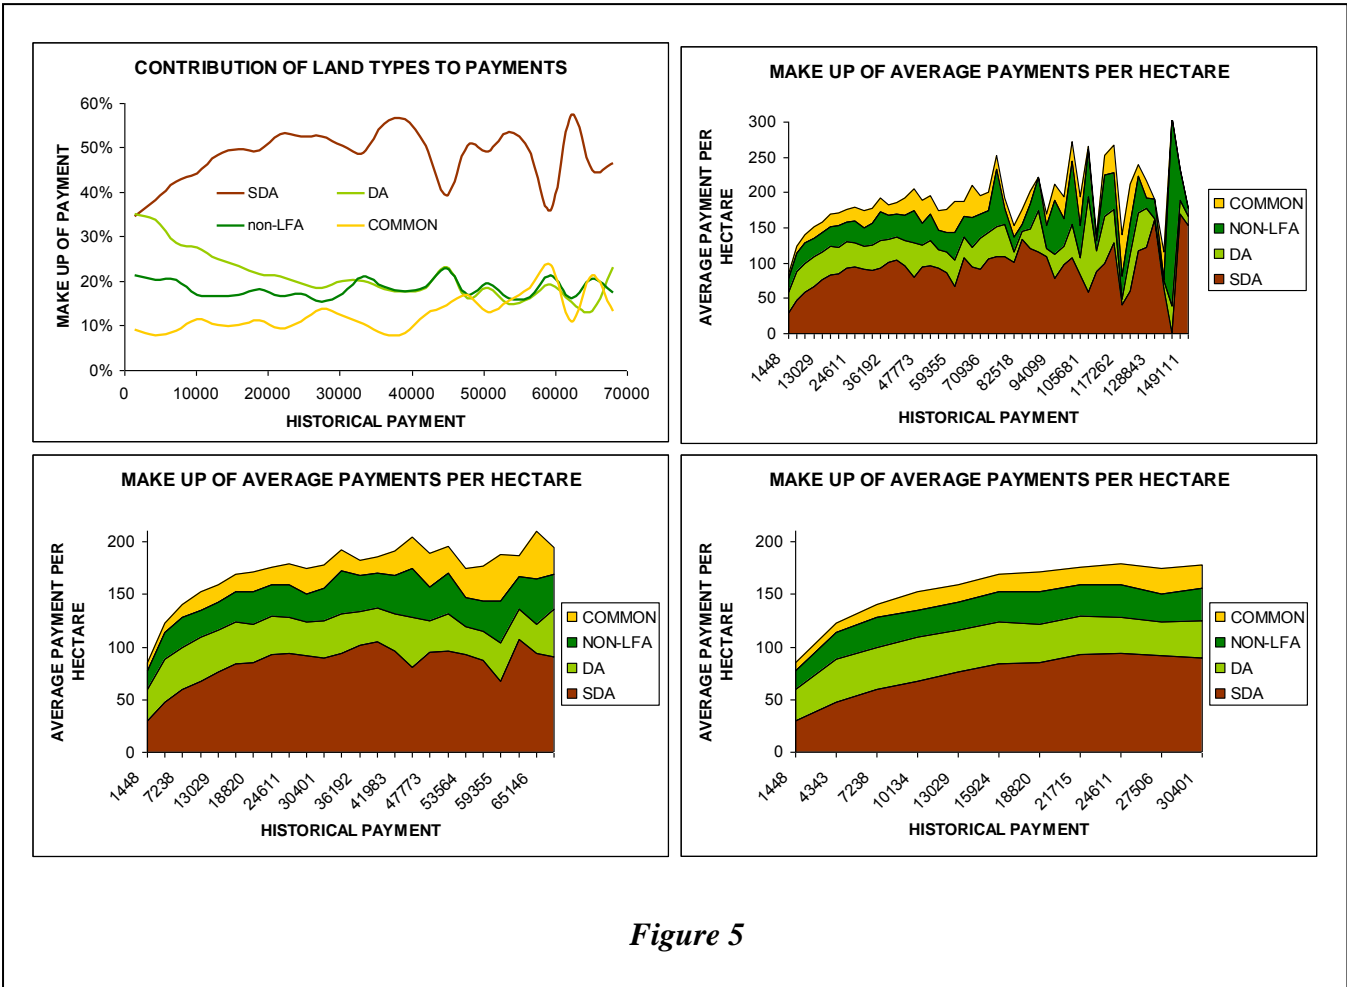 CONTRIBUTION OF LAND TYPES TO PAYMENTS
MAKE UP OF PAYMENT
60%
50%
40%
30%
20%
10%
0%
SDA
DA
non-LFA
COMMON
0
10000
20000
30000
40000
50000
60000
70000
HISTORICAL PAYMENT
MAKE UP OF AVERAGE PAYMENTS PER HECTARE
AVERAGE PAYMENT PER
HECTARE
300
250
200
150
100
50
0
1448
13029
24611
36192
47773
59355
70936
82518
94099
105681
117262
128843
1491111
HISTORICAL PAYMENT
COMMON
NON-LFA
DA
SDA
MAKE UP OF AVERAGE PAYMENTS PER HECTARE
AVERAGE PAYMENT PER
HECTARE
200
150
100
50
0
1448
7238
13029
18820
24611
30401
36192
41983
47773
53564
59355
65146
HISTORICAL PAYMENT
COMMON
NON-LFA
DA
SDA
MAKE UP OF AVERAGE PAYMENTS PER HECTARE
AVERAGE PAYMENT PER
HECTARE
200
150
100
50
0
1448
4343
7238
10134
13029
15924
18820
21715
24611
27506
30401
HISTORICAL PAYMENT
COMMON
NON-LFA
DA
SDA
Figure 5